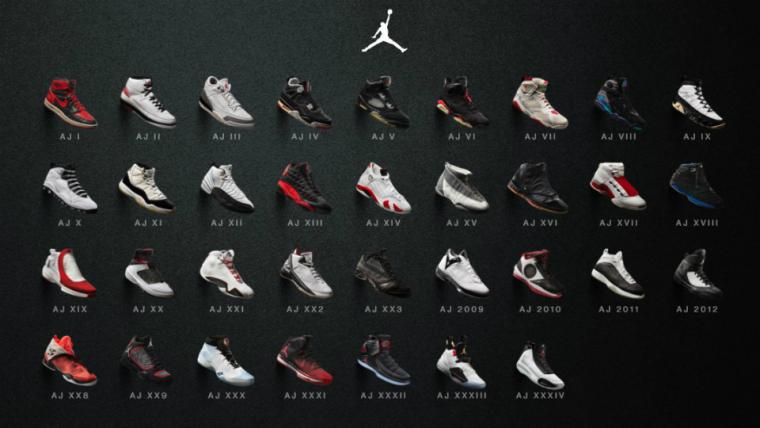 AJ I AJ II AJ III AJ IV AJ V AJ VI AJ VII AJ VIII AJ IX
AJ X AJ XI AJ XII AJ XIII AJ XIV AJ XV AJ XVI AJ XVII AJ XVIII
AJ XIX AJ XX AJ XXI AJ XX2 AJ XX3 AJ 2009 AJ 2010 AJ 2011 AJ 2012
AJ XX8 AJ XX9 AJ XXX AJ XXXI AJ XXXII AJ XXXIII AJ XXXIV